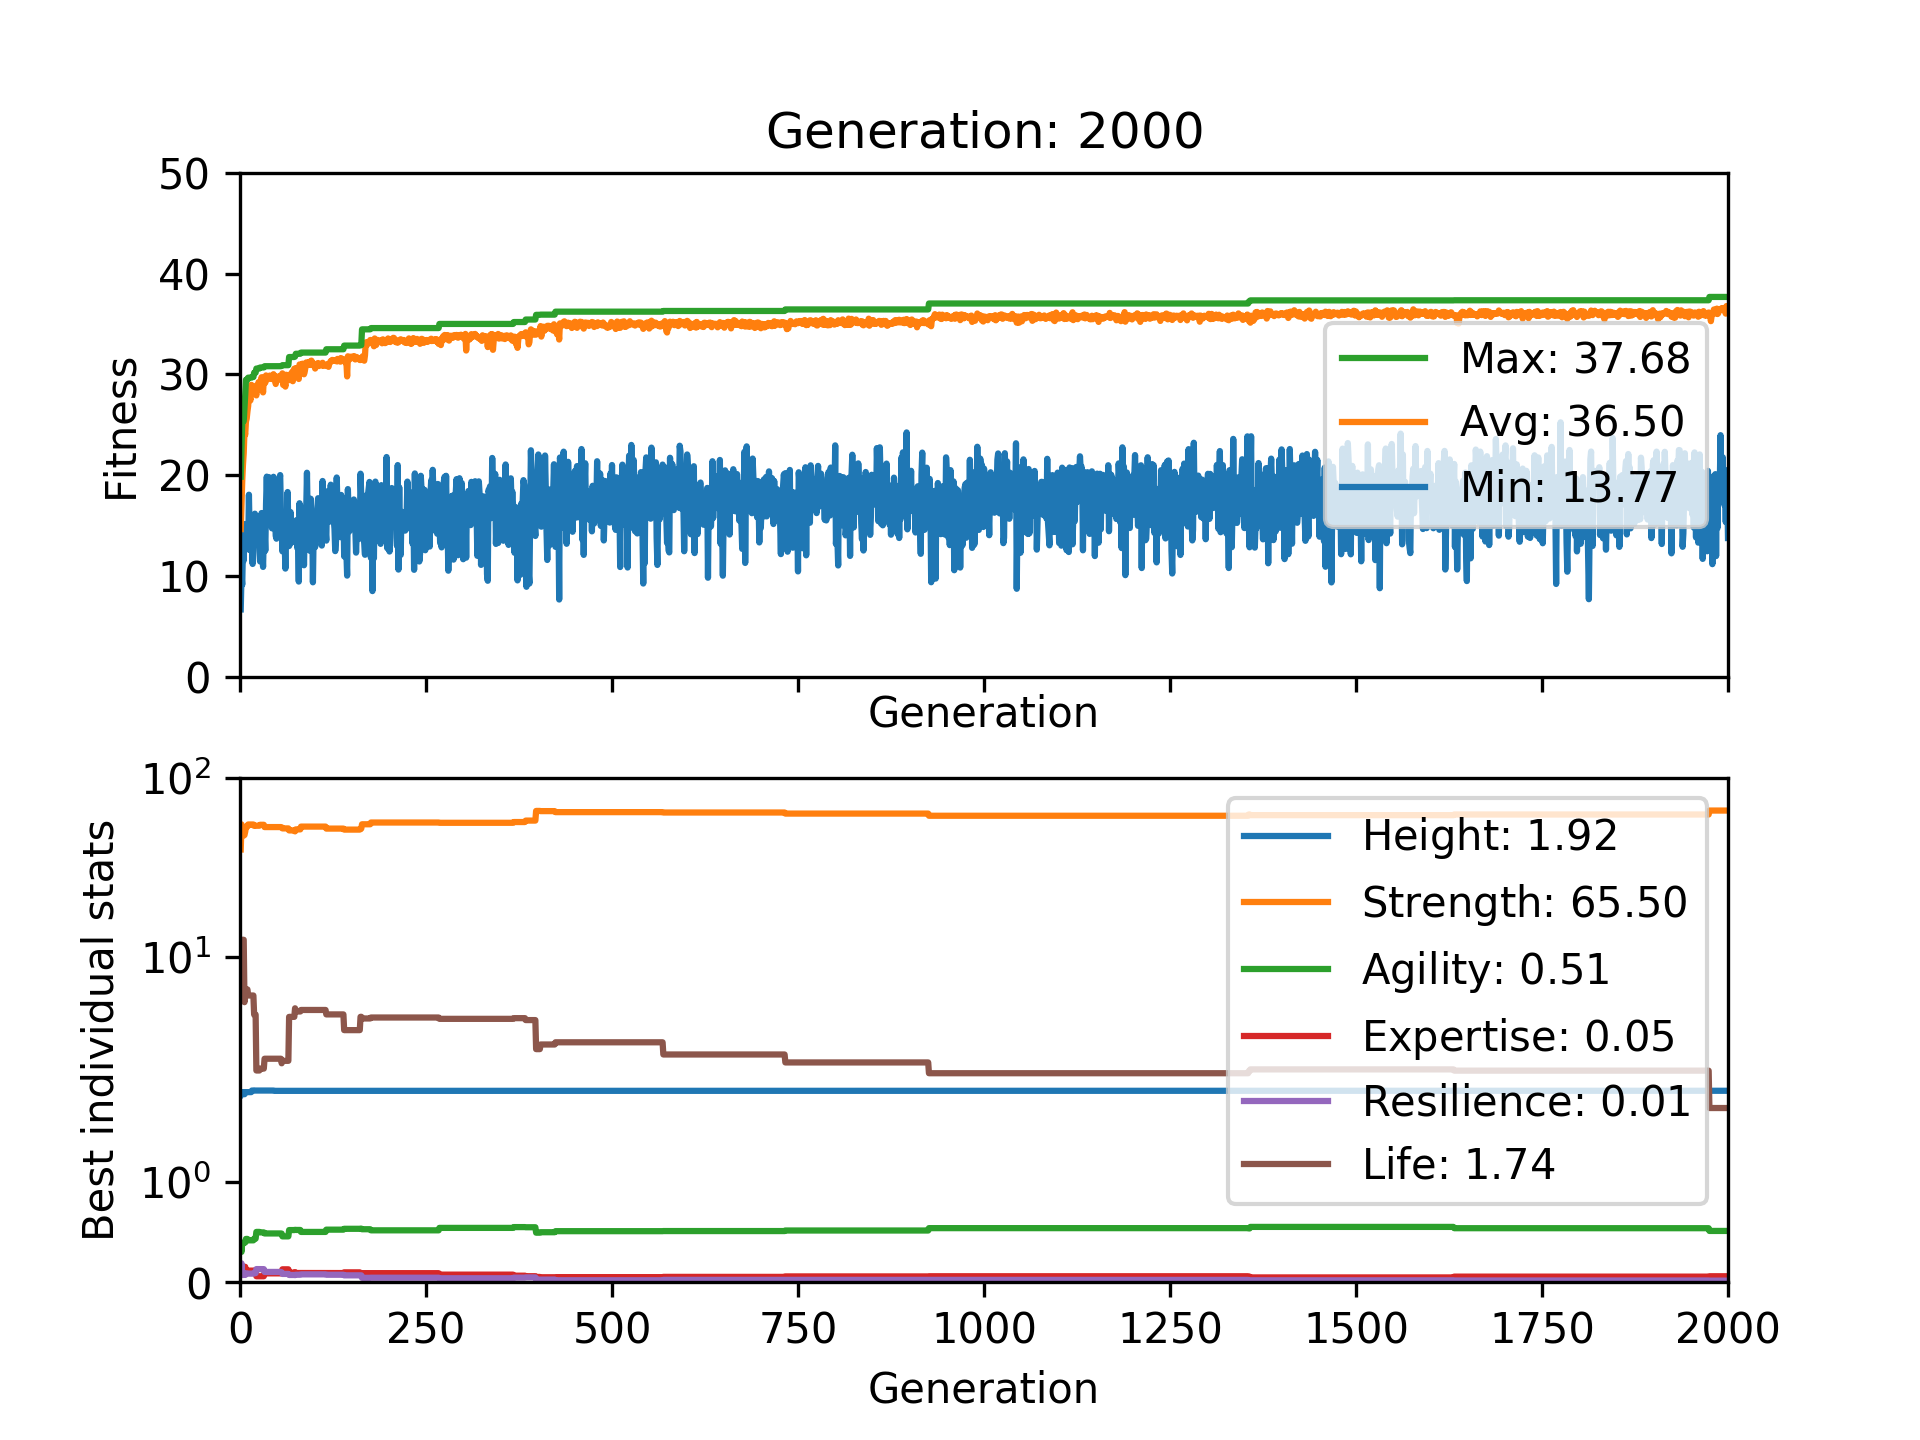 Generation: 2000
50
40
30
20
10
0
Fitness
Max: 37.68
Avg: 36.50
Min: 13.77
Generation
10²
10¹
10⁰
0
Best individual stats
Height: 1.92
Strength: 65.50
Agility: 0.51
Expertise: 0.05
Resilience: 0.01
Life: 1.74
0 250 500 750 1000 1250 1500 1750 2000
Generation